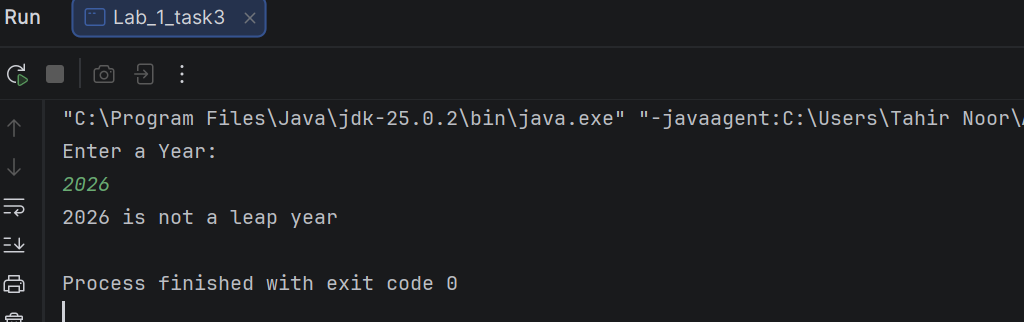 Run
Lab_1_task3
"C:\Program Files\Java\jdk-25.0.2\bin\java.exe" "-javaagent:C:\Users\Tahir Noor\
Enter a Year:
2026
2026 is not a leap year
Process finished with exit code 0